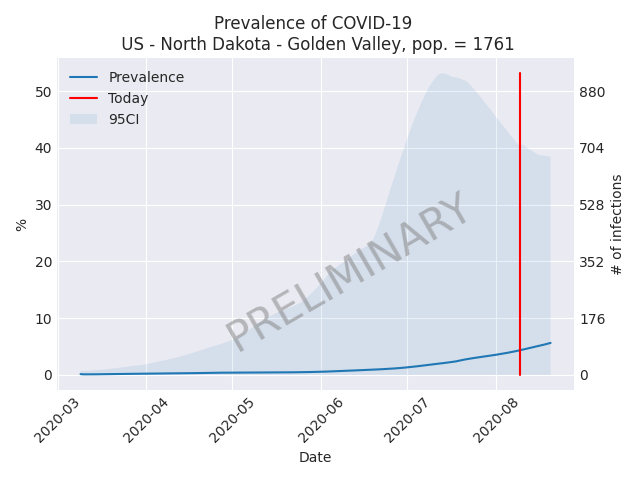 Prevalence of COVID-19
US - North Dakota - Golden Valley, pop. = 1761
Prevalence
Today
95CI
50
40
30
20
10
0
%
880
704
528
352
176
0
# of infections
PRELIMINARY
2020-03
2020-04
2020-05
2020-06
2020-07
2020-08
Date